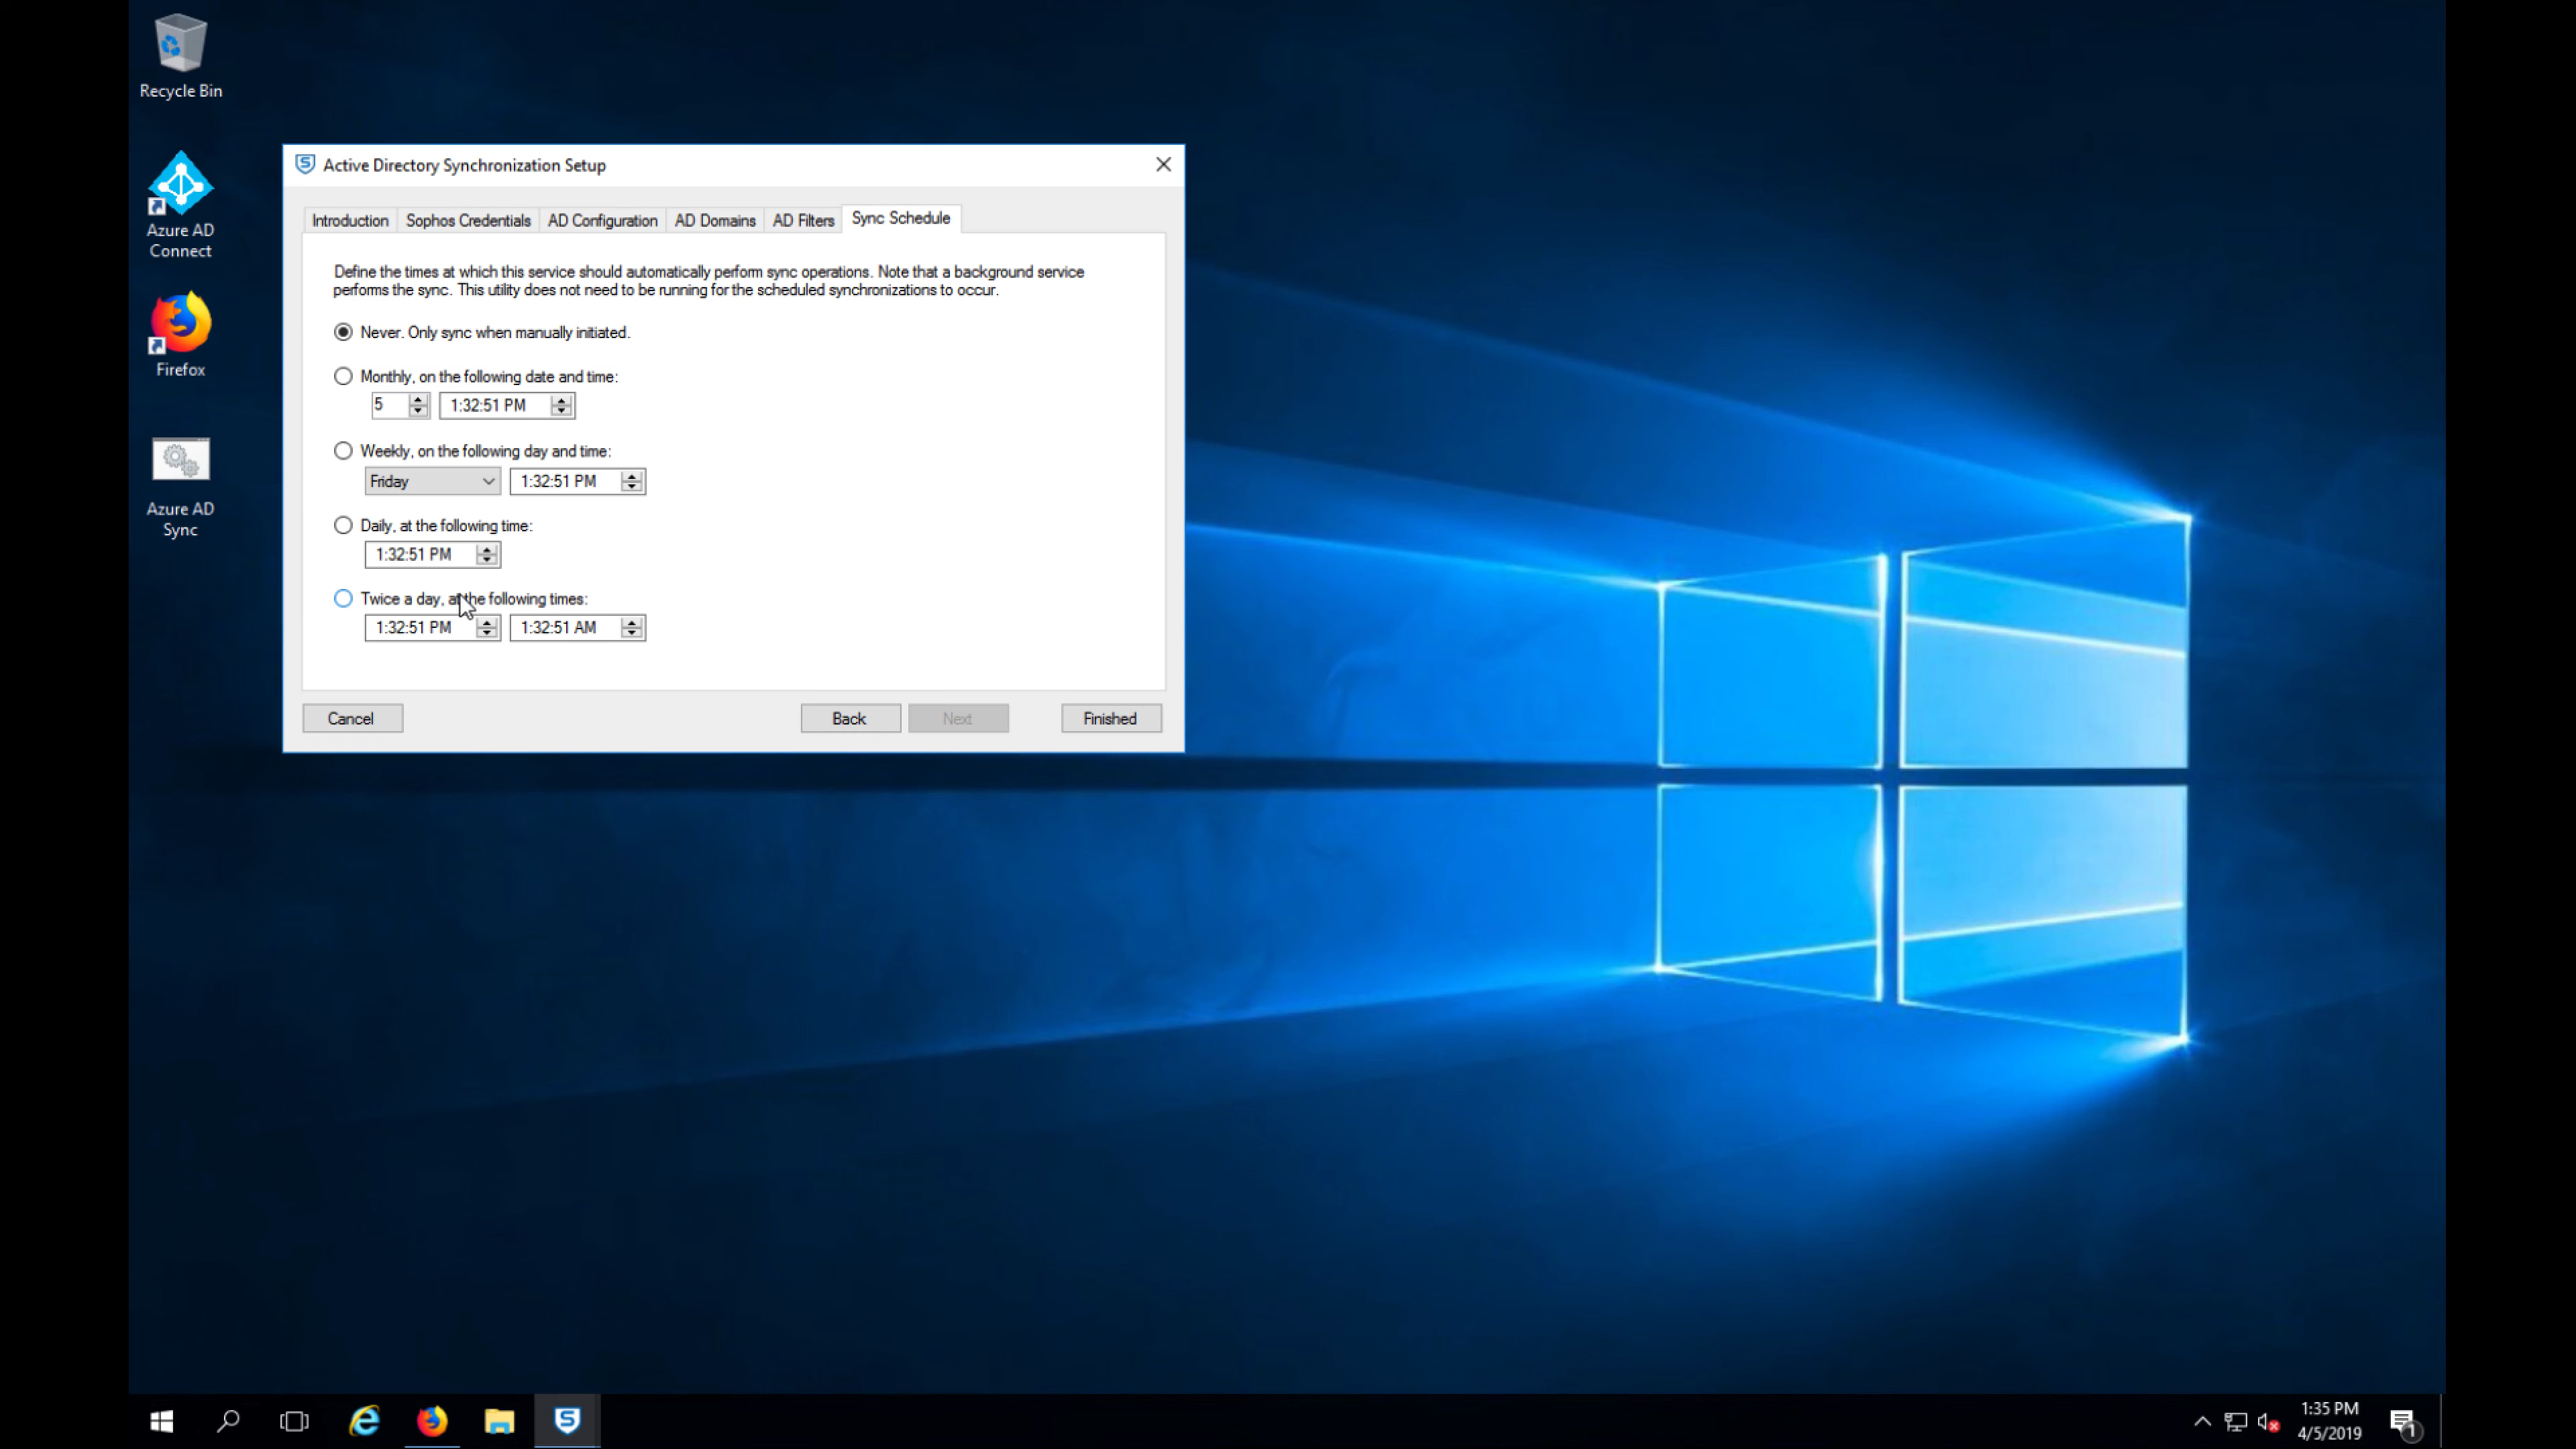 Recycle Bin
Azure AD
Connect
Firefox
Azure AD
Sync
Active Directory Synchronization Setup
Introduction
Sophos Credentials
AD Configuration
AD Domains
AD Filters
Sync Schedule
Define the times at which this service should automatically perform sync operations. Note that a background service
performs the sync. This utility does not need to be running for the scheduled synchronizations to occur.
Never. Only sync when manually initiated.
Monthly, on the following date and time:
5
1:32:51 PM
Weekly, on the following day and time:
Friday
1:32:51 PM
Daily, at the following time:
1:32:51 PM
Twice a day, at the following times:
1:32:51 PM
1:32:51 AM
Cancel
Back
Next
Finished
1:35 PM
4/5/2019
1